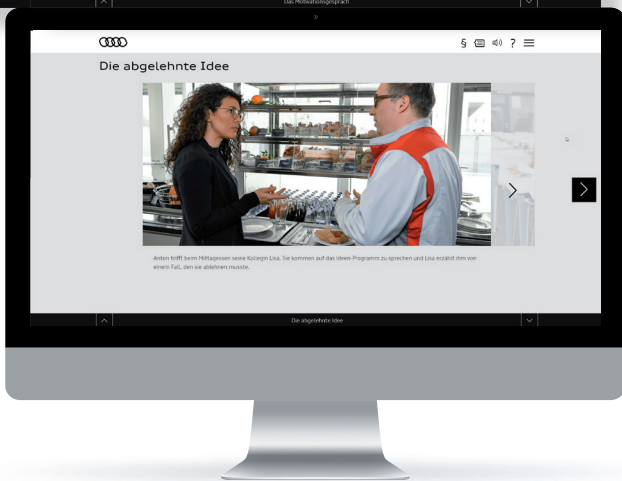 Das Motivationsgespräch
§ ?
Die abgelehnte Idee
Anton trifft beim Mittagessen seine Kollegin Lisa. Sie kommen auf das Ideen-Programm zu sprechen und Lisa erzählt ihm von
einem Fall, den sie ablehnen musste.
Die abgelehnte Idee